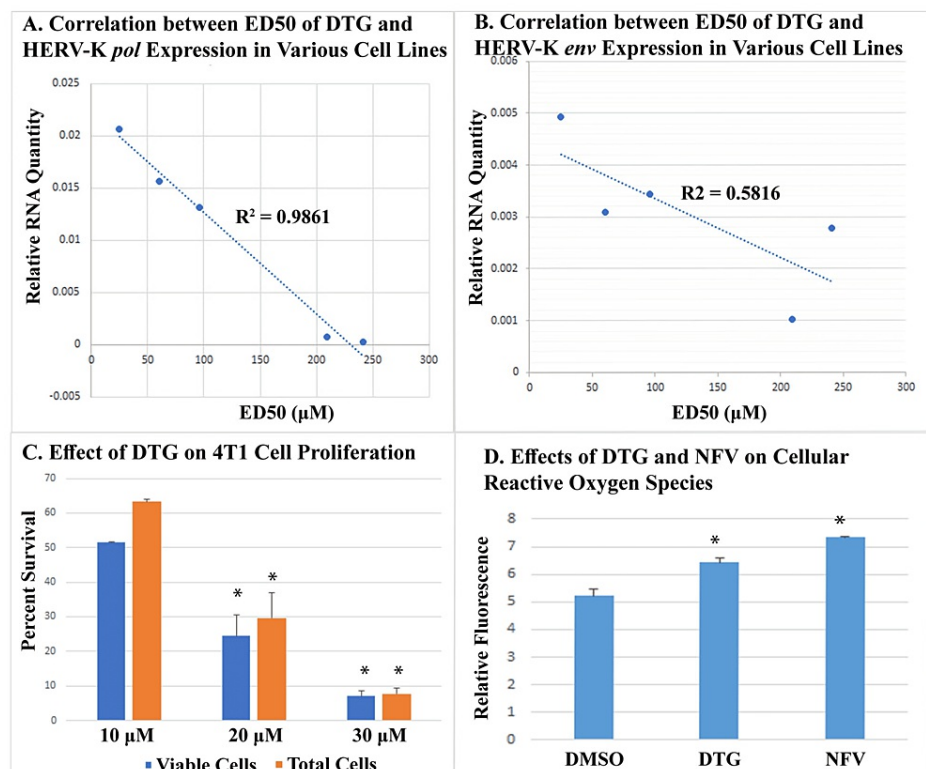 A. Correlation between ED50 of DTG and
HERV-K pol Expression in Various Cell Lines
0.025
0.02
0.015
0.01
0.005
0
-0.005
Relative RNA Quantity
R² = 0.9861
0 50 100 150 200 250 300
ED50 (μM)
B. Correlation between ED50 of DTG and
HERV-K env Expression in Various Cell Lines
0.006
0.005
0.004
0.003
0.002
0.001
0
Relative RNA Quantity
R2 = 0.5816
0 50 100 150 200 250 300
ED50 (μM)
C. Effect of DTG on 4T1 Cell Proliferation
70
60
50
40
30
20
10
0
Percent Survival
* *
* *
10 μM 20 μM 30 μM
Viable Cells Total Cells
D. Effects of DTG and NFV on Cellular
Reactive Oxygen Species
8
7
6
5
4
3
2
1
0
Relative Fluorescence
* *
DMSO DTG NFV